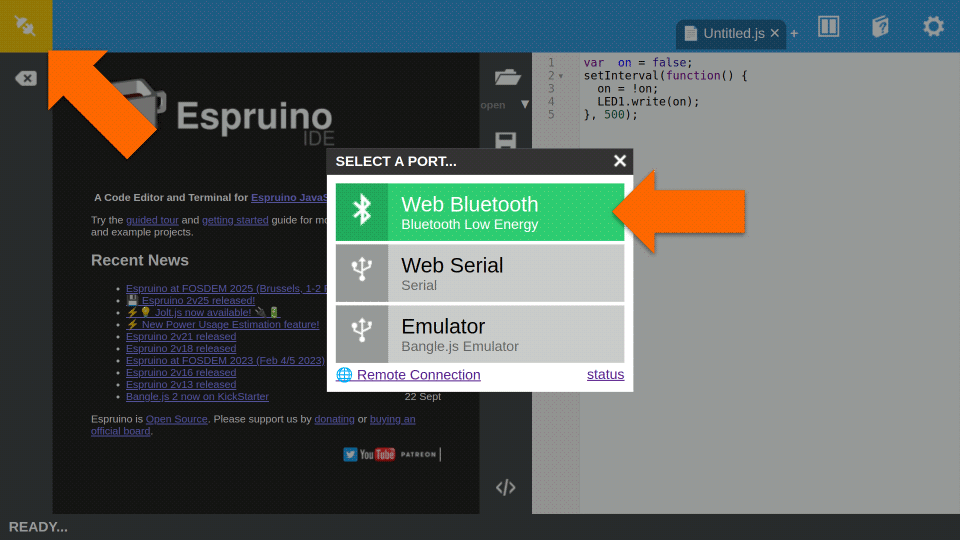 Untitled.js ✕ +
Espruino
IDE
A Code Editor and Terminal for Espruino JavaS
Try the guided tour and getting started guide for mo
and example projects.
Recent News
Espruino at FOSDEM 2025 (Brussels, 1-2 F
💾 Espruino 2v25 released!
⚡💡 Jolt.js now available! 🔌🔋
⚡ New Power Usage Estimation feature!
Espruino 2v21 released
Espruino 2v18 released
Espruino at FOSDEM 2023 (Feb 4/5 2023)
Espruino 2v16 released
Espruino 2v13 released
Bangle.js 2 now on KickStarter 22 Sept
Espruino is Open Source. Please support us by donating or buying an
official board.
YouTube PATREON
open ▼
</>
1 var  on = false;
2 setInterval(function() {
3   on = !on;
4   LED1.write(on);
5 }, 500);
SELECT A PORT... ✕
Web Bluetooth
Bluetooth Low Energy
Web Serial
Serial
Emulator
Bangle.js Emulator
🌐 Remote Connection status
READY...